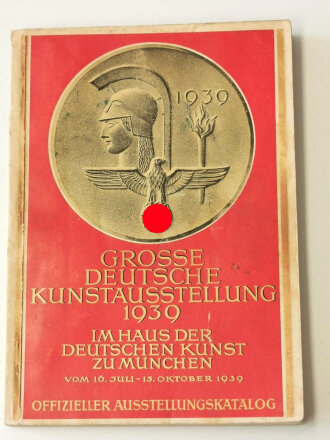 1939
GROSSE
DEUTSCHE
KUNSTAUSSTELLUNG
1939
IM HAUS DER
DEUTSCHEN KUNST
ZU MÜNCHEN
VOM 16. JULI – 15. OKTOBER 1939
OFFIZIELLER AUSSTELLUNGSKATALOG